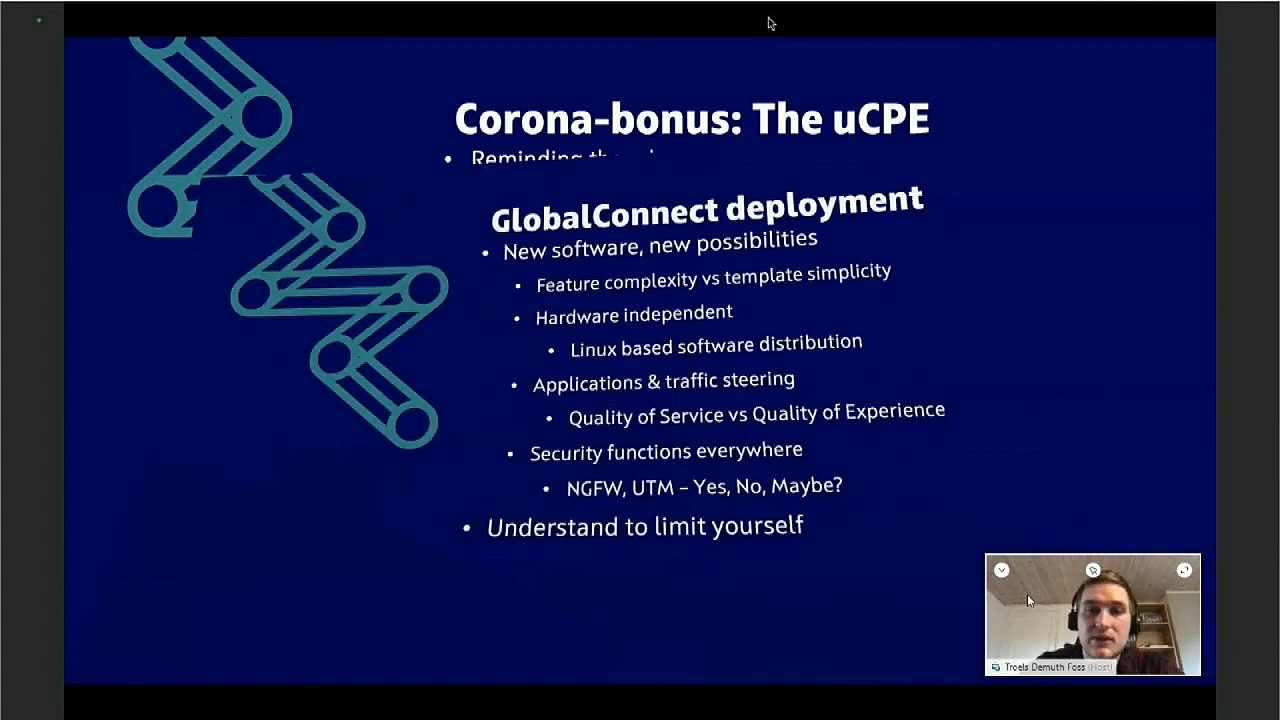 Corona-bonus: The uCPE
• Reminding
GlobalConnect deployment
• New software, new possibilities
• Feature complexity vs template simplicity
• Hardware independent
• Linux based software distribution
• Applications & traffic steering
• Quality of Service vs Quality of Experience
• Security functions everywhere
• NGFW, UTM – Yes, No, Maybe?
• Understand to limit yourself
Troels Demuth Foss (Host)